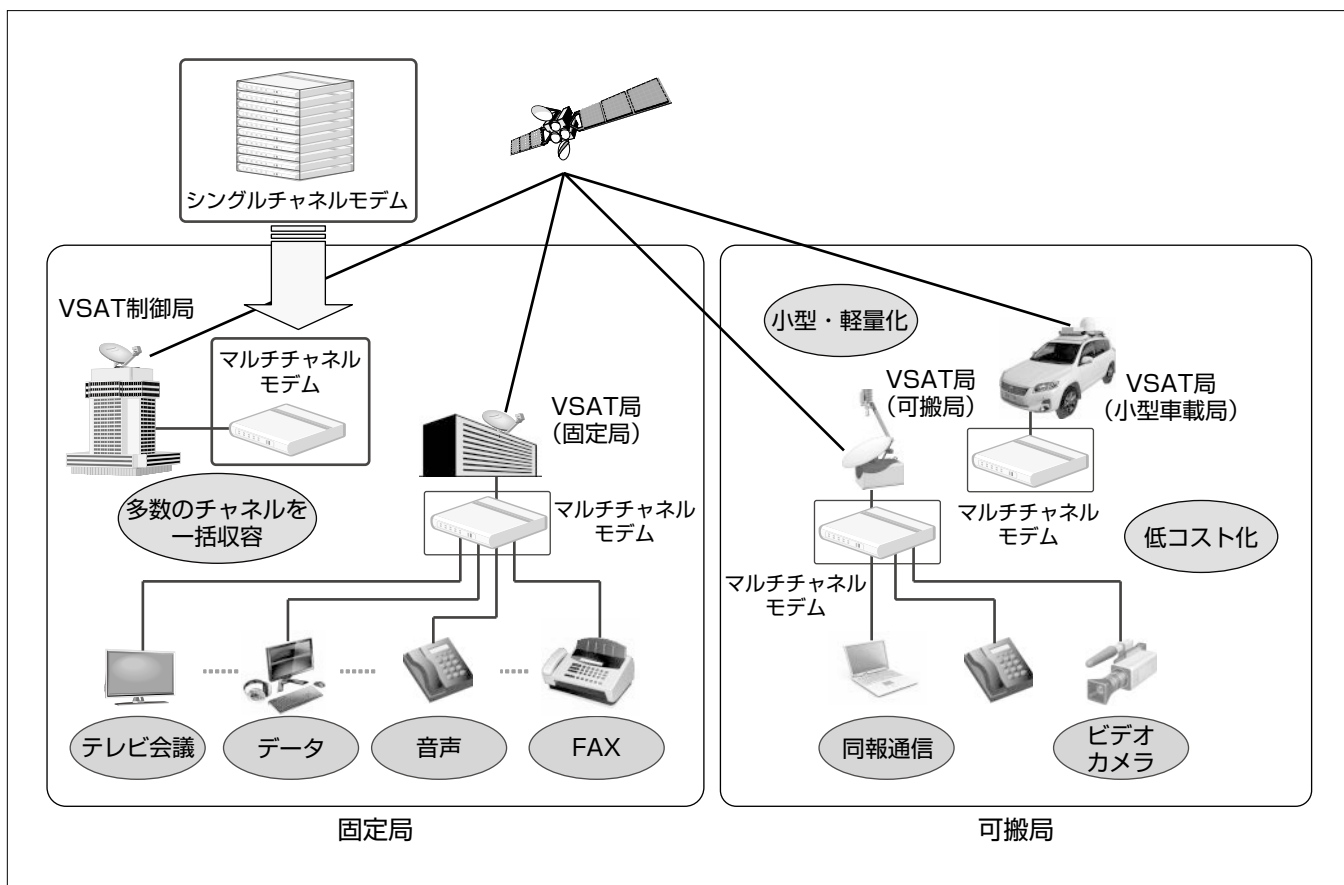 シングルチャネルモデム
VSAT制御局
マルチチャネル
モデム
多数のチャネルを
一括収容
VSAT局
（固定局）
マルチチャネル
モデム
テレビ会議
データ
音声
FAX
固定局
小型・軽量化
VSAT局
（可搬局）
VSAT局
（小型車載局）
マルチチャネル
モデム
低コスト化
マルチチャネル
モデム
同報通信
ビデオ
カメラ
可搬局